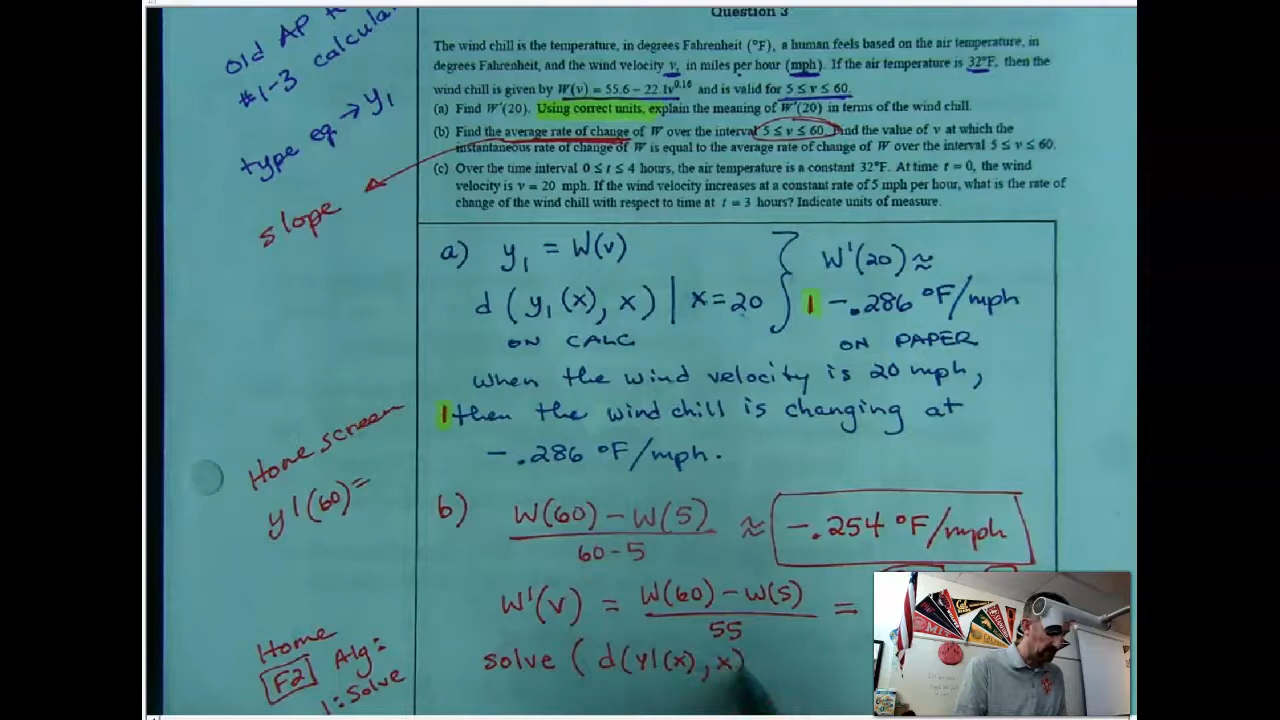 Question 3
The wind chill is the temperature, in degrees Fahrenheit (°F), a human feels based on the air temperature, in
degrees Fahrenheit, and the wind velocity v, in miles per hour (mph). If the air temperature is 32°F, then the
wind chill is given by W(v) = 55.6 − 22.1v^0.16 and is valid for 5 ≤ v ≤ 60.
(a) Find W′(20). Using correct units, explain the meaning of W′(20) in terms of the wind chill.
(b) Find the average rate of change of W over the interval 5 ≤ v ≤ 60. Find the value of v at which the
instantaneous rate of change of W is equal to the average rate of change of W over the interval 5 ≤ v ≤ 60.
(c) Over the time interval 0 ≤ t ≤ 4 hours, the air temperature is a constant 32°F. At time t = 0, the wind
velocity is v = 20 mph. If the wind velocity increases at a constant rate of 5 mph per hour, what is the rate of
change of the wind chill with respect to time at t = 3 hours? Indicate units of measure.
old AP
#1-3 calcula
type eq → y1
slope
a) y1 = W(v)
d(y1(x), x) | x=20
ON CALC
W'(20) ≈
1 -.286 °F/mph
ON PAPER
when the wind velocity is 20 mph,
1 then the wind chill is changing at
-.286 °F/mph.
Home screen
y1(60)=
b) W(60) - W(5)
60 - 5
≈ -.254 °F/mph
W'(v) = W(60) - W(5) =
55
solve ( d(y1(x), x)
Home
F2 Alg:
1: Solve
MIT
CAL